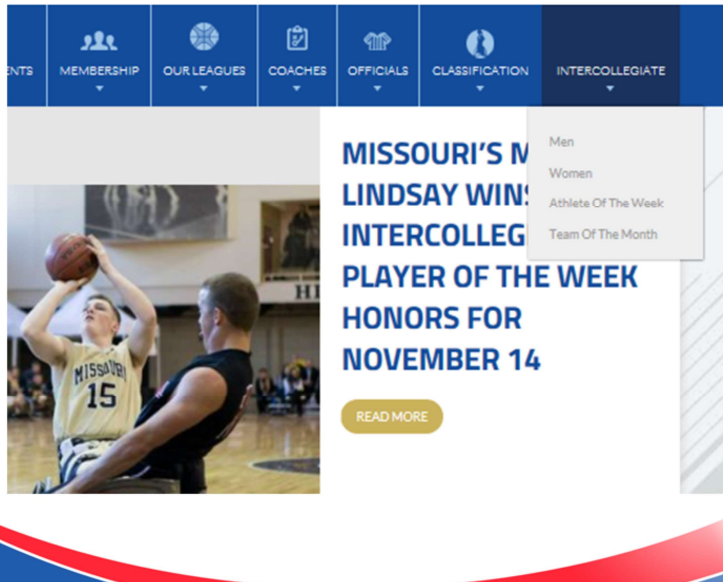 ENTS
MEMBERSHIP
OUR LEAGUES
COACHES
OFFICIALS
CLASSIFICATION
INTERCOLLEGIATE
Men
Women
Athlete Of The Week
Team Of The Month
MISSOURI'S M
LINDSAY WINS
INTERCOLLEG
PLAYER OF THE WEEK
HONORS FOR
NOVEMBER 14
READ MORE
MISSOURI
15
HI